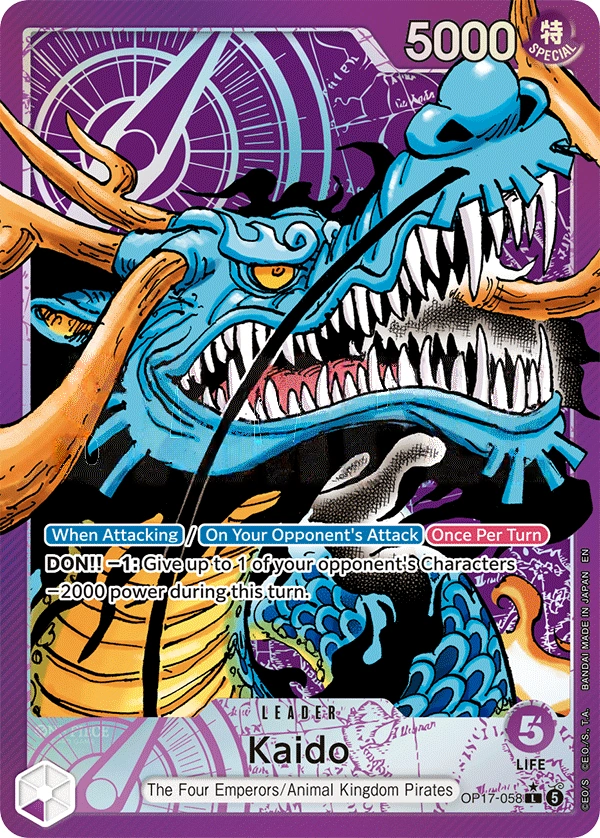 5000
特
SPECIAL
When Attacking / On Your Opponent's Attack Once Per Turn
DON!! −1: Give up to 1 of your opponent's Characters
−2000 power during this turn.
LEADER
Kaido
5
LIFE
The Four Emperors/Animal Kingdom Pirates
OP17-058 L 5
©E.O./S ©E.O./S., T.A. BANDAI MADE IN JAPAN EN